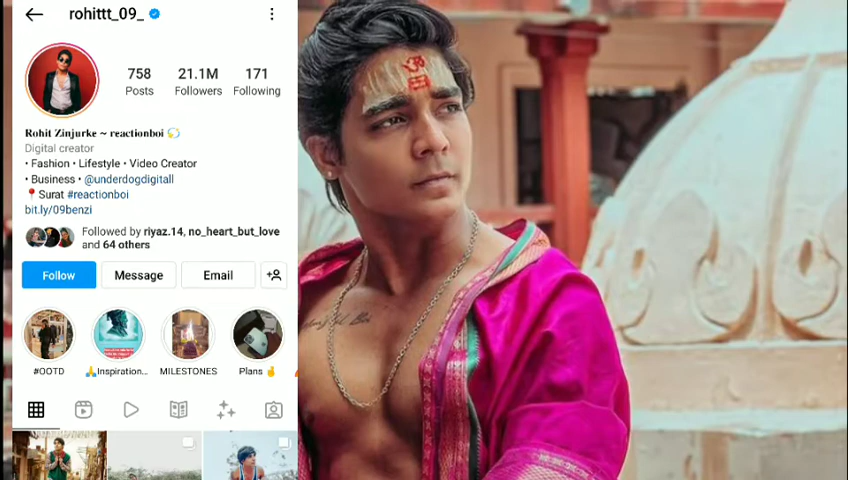 rohittt_09_
758
21.1M
171
Posts
Followers
Following
Rohit Zinjurke ~ reactionboi 💫
Digital creator
• Fashion • Lifestyle • Video Creator
• Business • @underdogdigitall
📍Surat #reactionboi
bit.ly/09benzi
Followed by riyaz.14, no_heart_but_love
and 64 others
Follow
Message
Email
#OOTD
🙏Inspiration...
MILESTONES
Plans🤞